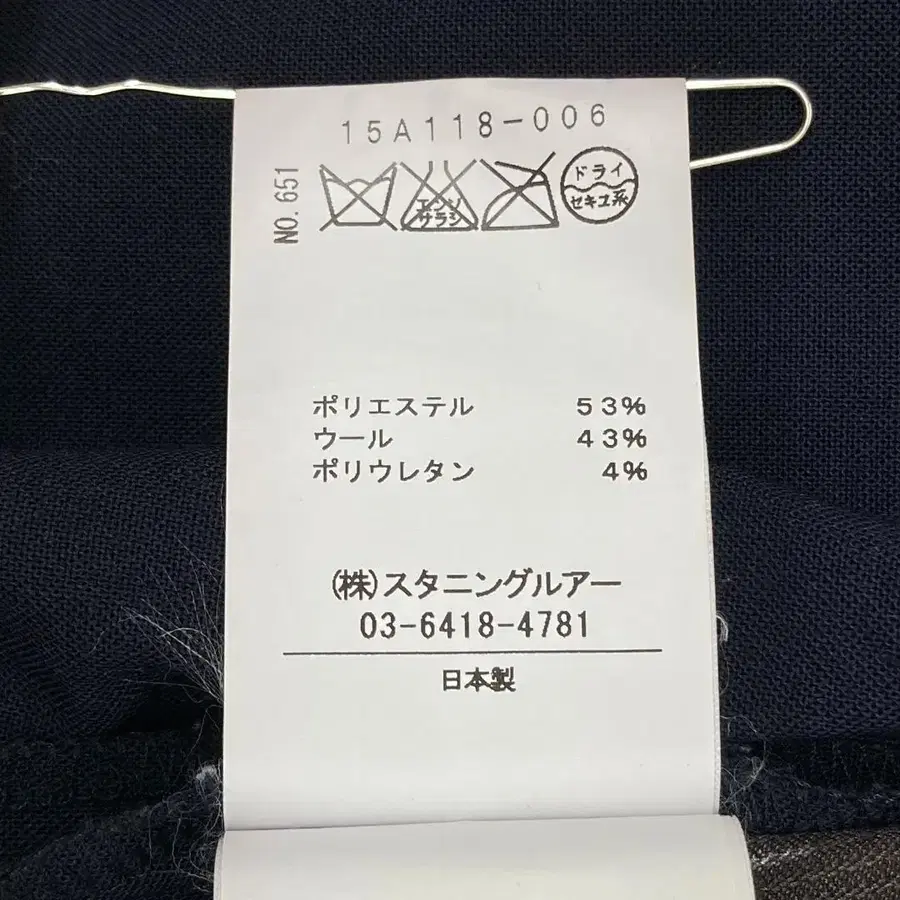 15A118-006
NO.651
エンソ
サラシ
ドライ
セキユ系
ポリエステル 53%
ウール 43%
ポリウレタン 4%
(株)スタニングルアー
03-6418-4781
日本製